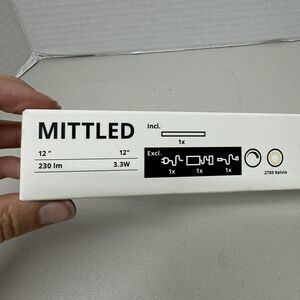 MITTLED
Incl.
1x
12 " 12"
230 lm 3.3W
Excl.
1x 1x 1x
2700 Kelvin